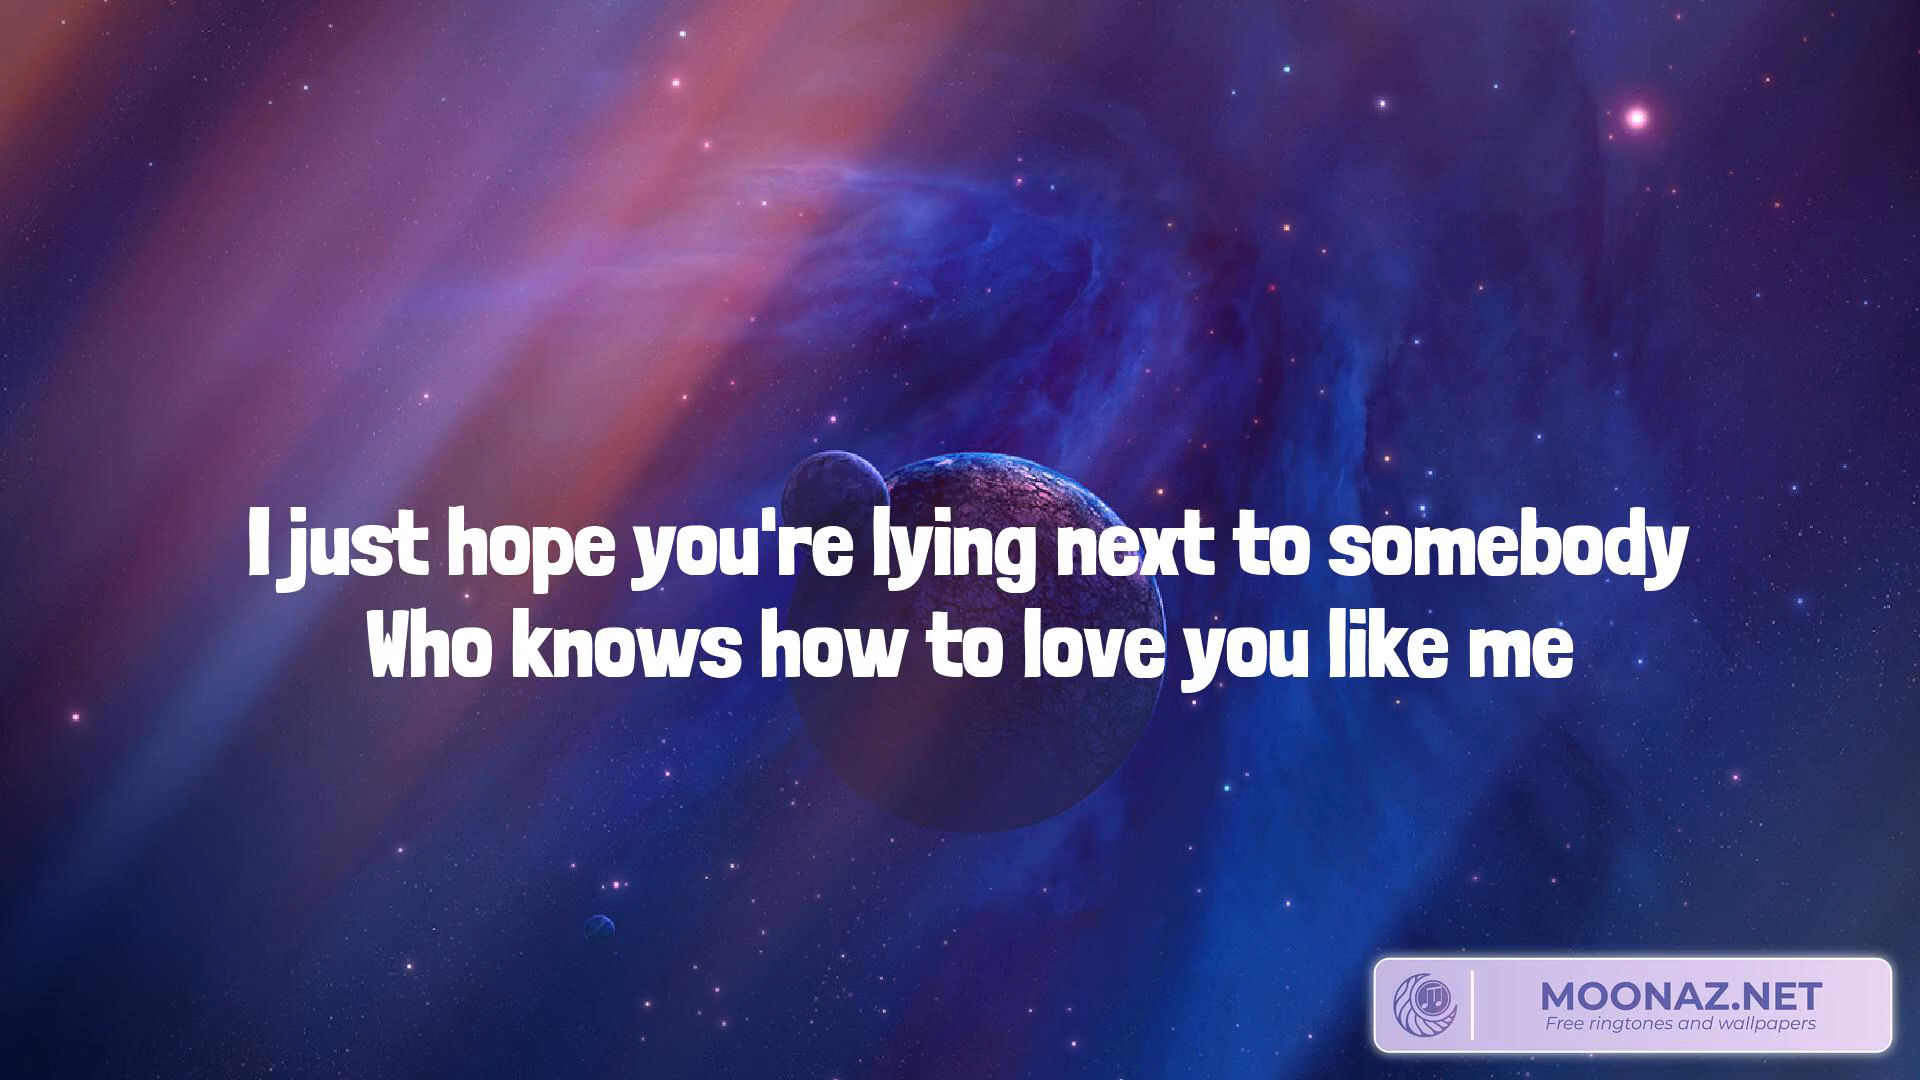 I just hope you're lying next to somebody
Who knows how to love you like me
MOONAZ.NET
Free ringtones and wallpapers